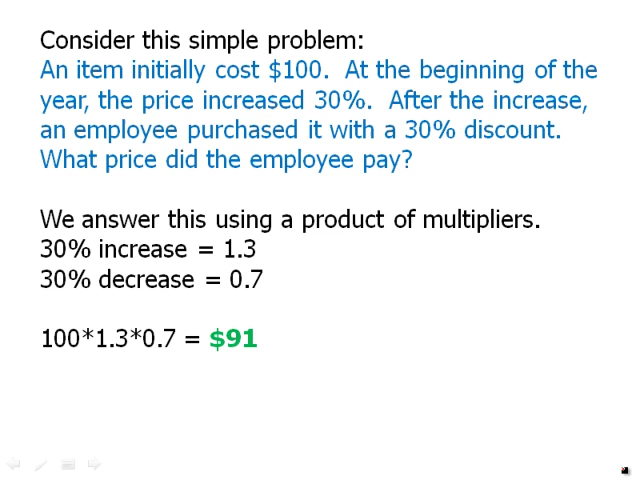 Consider this simple problem:
An item initially cost $100.  At the beginning of the
year, the price increased 30%.  After the increase,
an employee purchased it with a 30% discount.
What price did the employee pay?
We answer this using a product of multipliers.
30% increase = 1.3
30% decrease = 0.7
100*1.3*0.7 = $91